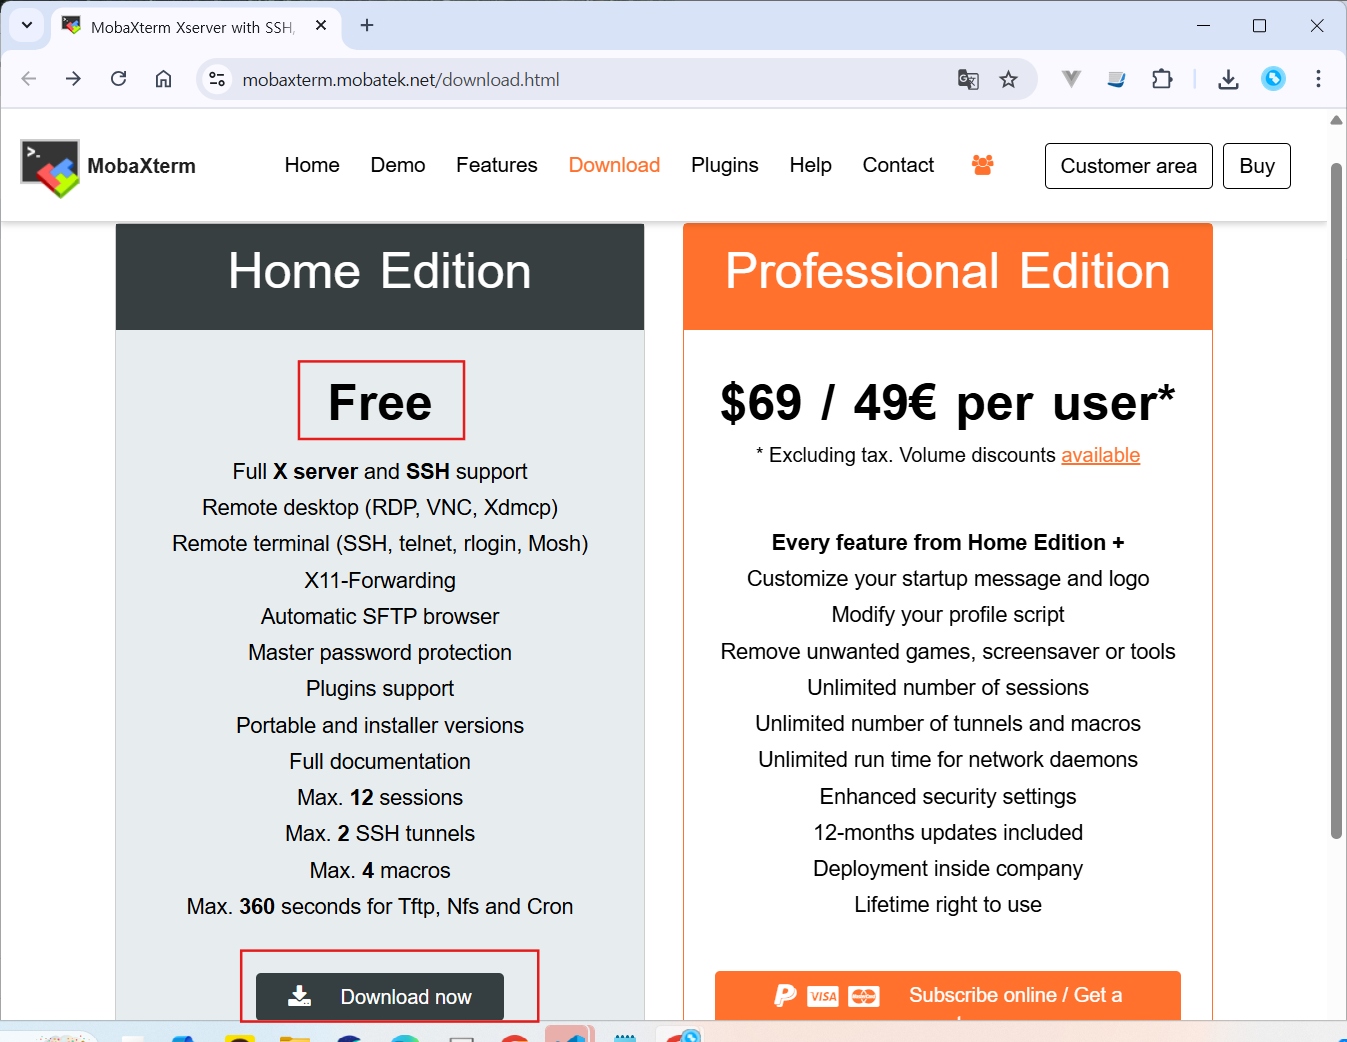 MobaXterm Xserver with SSH,
mobaxterm.mobatek.net/download.html
MobaXterm
Home
Demo
Features
Download
Plugins
Help
Contact
Customer area
Buy
Home Edition
Free
Full X server and SSH support
Remote desktop (RDP, VNC, Xdmcp)
Remote terminal (SSH, telnet, rlogin, Mosh)
X11-Forwarding
Automatic SFTP browser
Master password protection
Plugins support
Portable and installer versions
Full documentation
Max. 12 sessions
Max. 2 SSH tunnels
Max. 4 macros
Max. 360 seconds for Tftp, Nfs and Cron
Download now
Professional Edition
$69 / 49€ per user*
* Excluding tax. Volume discounts available
Every feature from Home Edition +
Customize your startup message and logo
Modify your profile script
Remove unwanted games, screensaver or tools
Unlimited number of sessions
Unlimited number of tunnels and macros
Unlimited run time for network daemons
Enhanced security settings
12-months updates included
Deployment inside company
Lifetime right to use
VISA
Subscribe online / Get a